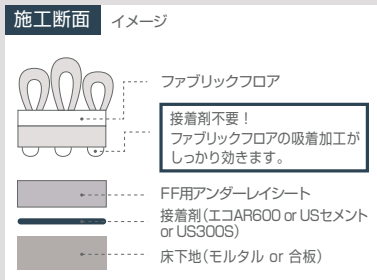 施工断面 イメージ
ファブリックフロア
接着剤不要！
ファブリックフロアの吸着加工が
しっかり効きます。
FF用アンダーレイシート
接着剤（エコAR600 or USセメント
or US300S）
床下地（モルタル or 合板）